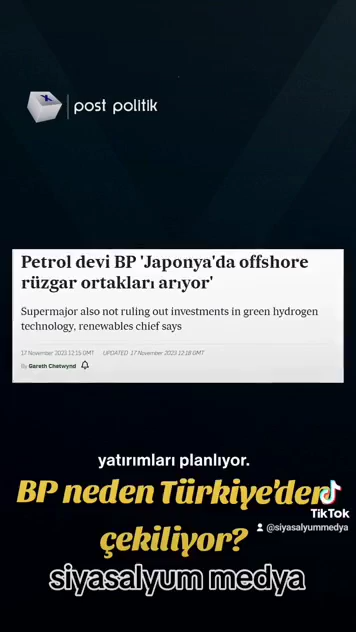 post politik
Petrol devi BP 'Japonya'da offshore
rüzgar ortakları arıyor'
Supermajor also not ruling out investments in green hydrogen
technology, renewables chief says
17 November 2023 12:15 GMT UPDATED 17 November 2023 12:18 GMT
By Gareth Chetwynd
yatırımları planlıyor.
BP neden Türkiye'den
çekiliyor?
TikTok
@siyasalyummedya
siyasalyum medya